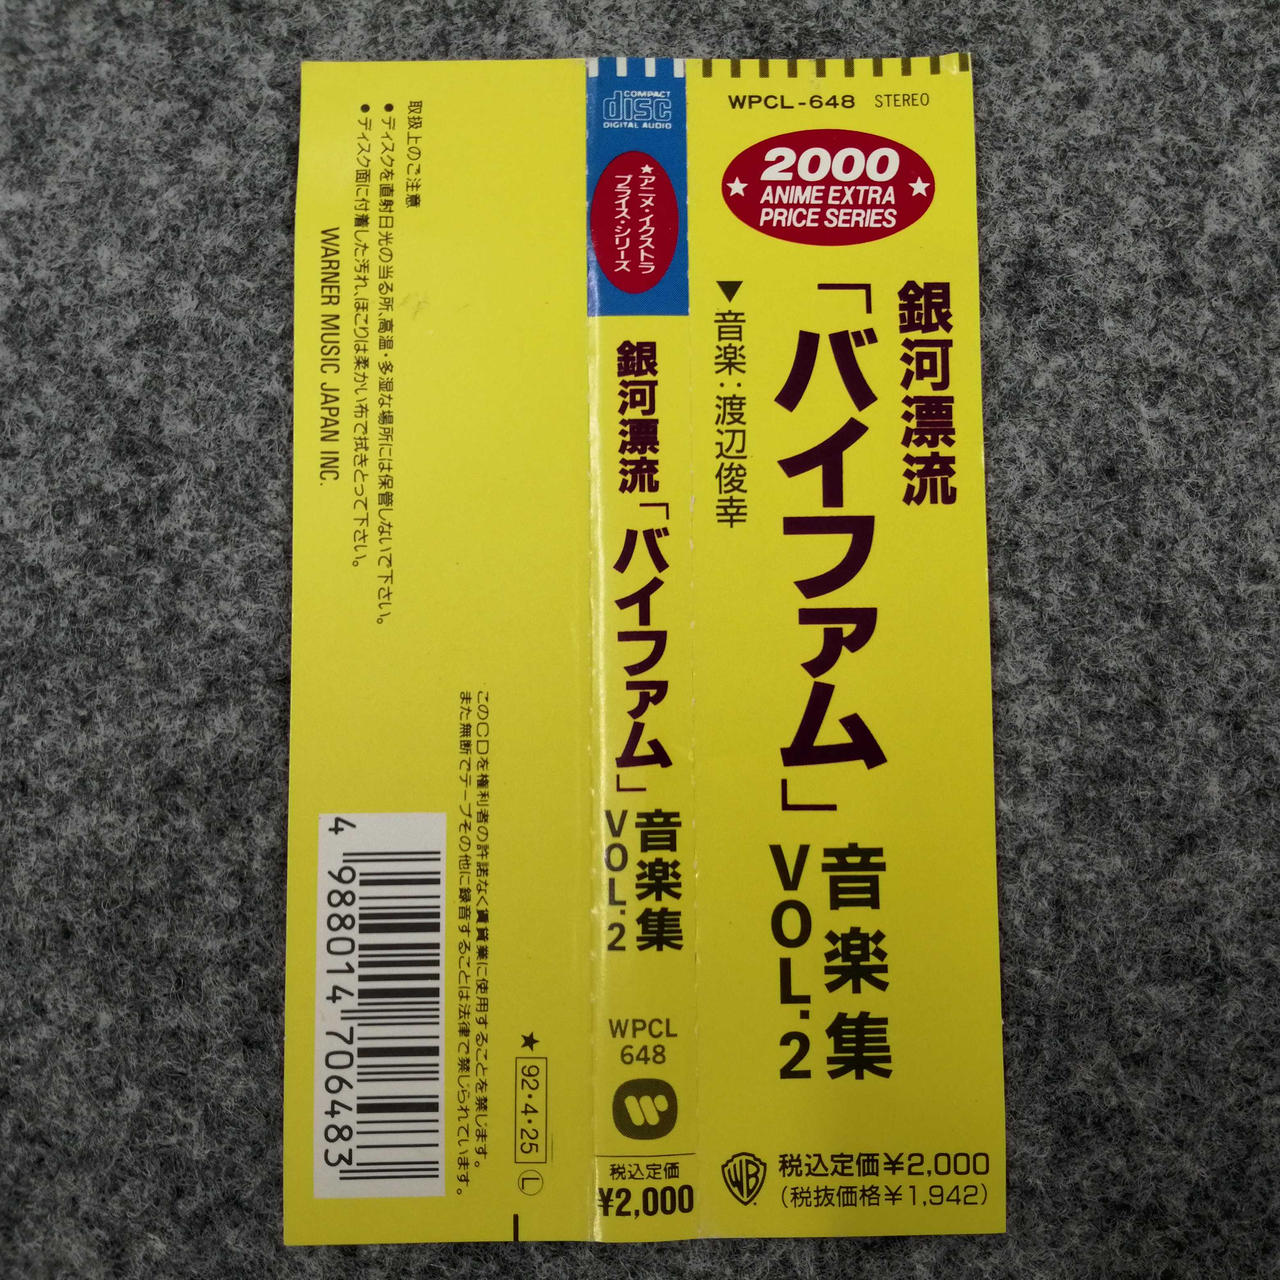 WPCL-648 STEREO
2000
★ ANIME EXTRA ★
PRICE SERIES
銀河漂流
「バイファム」
音楽集
VOL.2
▼音楽:渡辺俊幸
税込定価¥2,000
(税抜価格¥1,942)
COMPACT
disc
DIGITAL AUDIO
★アニメ・イクストラ
プライス・シリーズ
銀河漂流「バイファム」
音楽集
VOL.2
WPCL
648
税込定価
¥2,000
取扱上のご注意
●ディスクを直射日光の当る所、高温・多湿な場所には保管しないで下さい。
●ディスク面に付着した汚れ、ほこりは柔かい布で拭きとって下さい。
WARNER MUSIC JAPAN INC.
このCDを権利者の許諾なく賃貸業に使用することを禁じます。
また無断でテープその他に録音することは法律で禁じられています。
★ 92・4・25 L
4 988014 706483